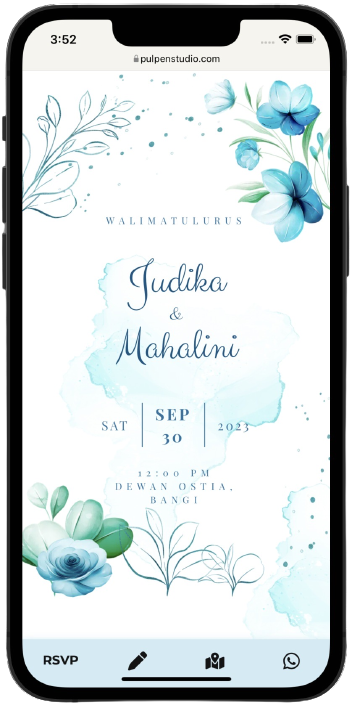 3:52
pulpenstudio.com
WALIMATULURUS
Judika
&
Mahalini
SAT SEP 30 2023
12:00 PM
DEWAN OSTIA,
BANGI
RSVP